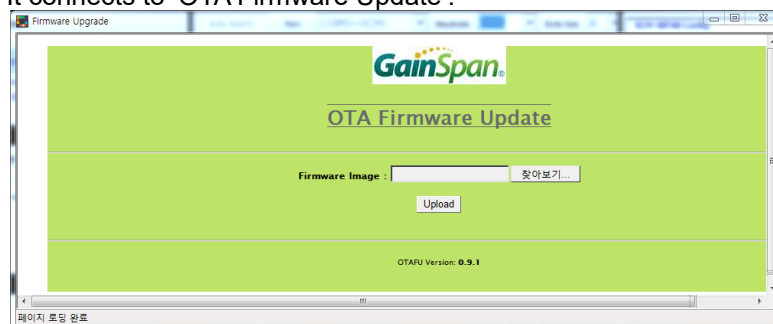 It connects to 'OTA Firmware Update'.
Firmware Upgrade
GainSpan®
OTA Firmware Update
Firmware Image : 찾아보기...
Upload
OTAFU Version: 0.9.1
페이지 로딩 완료